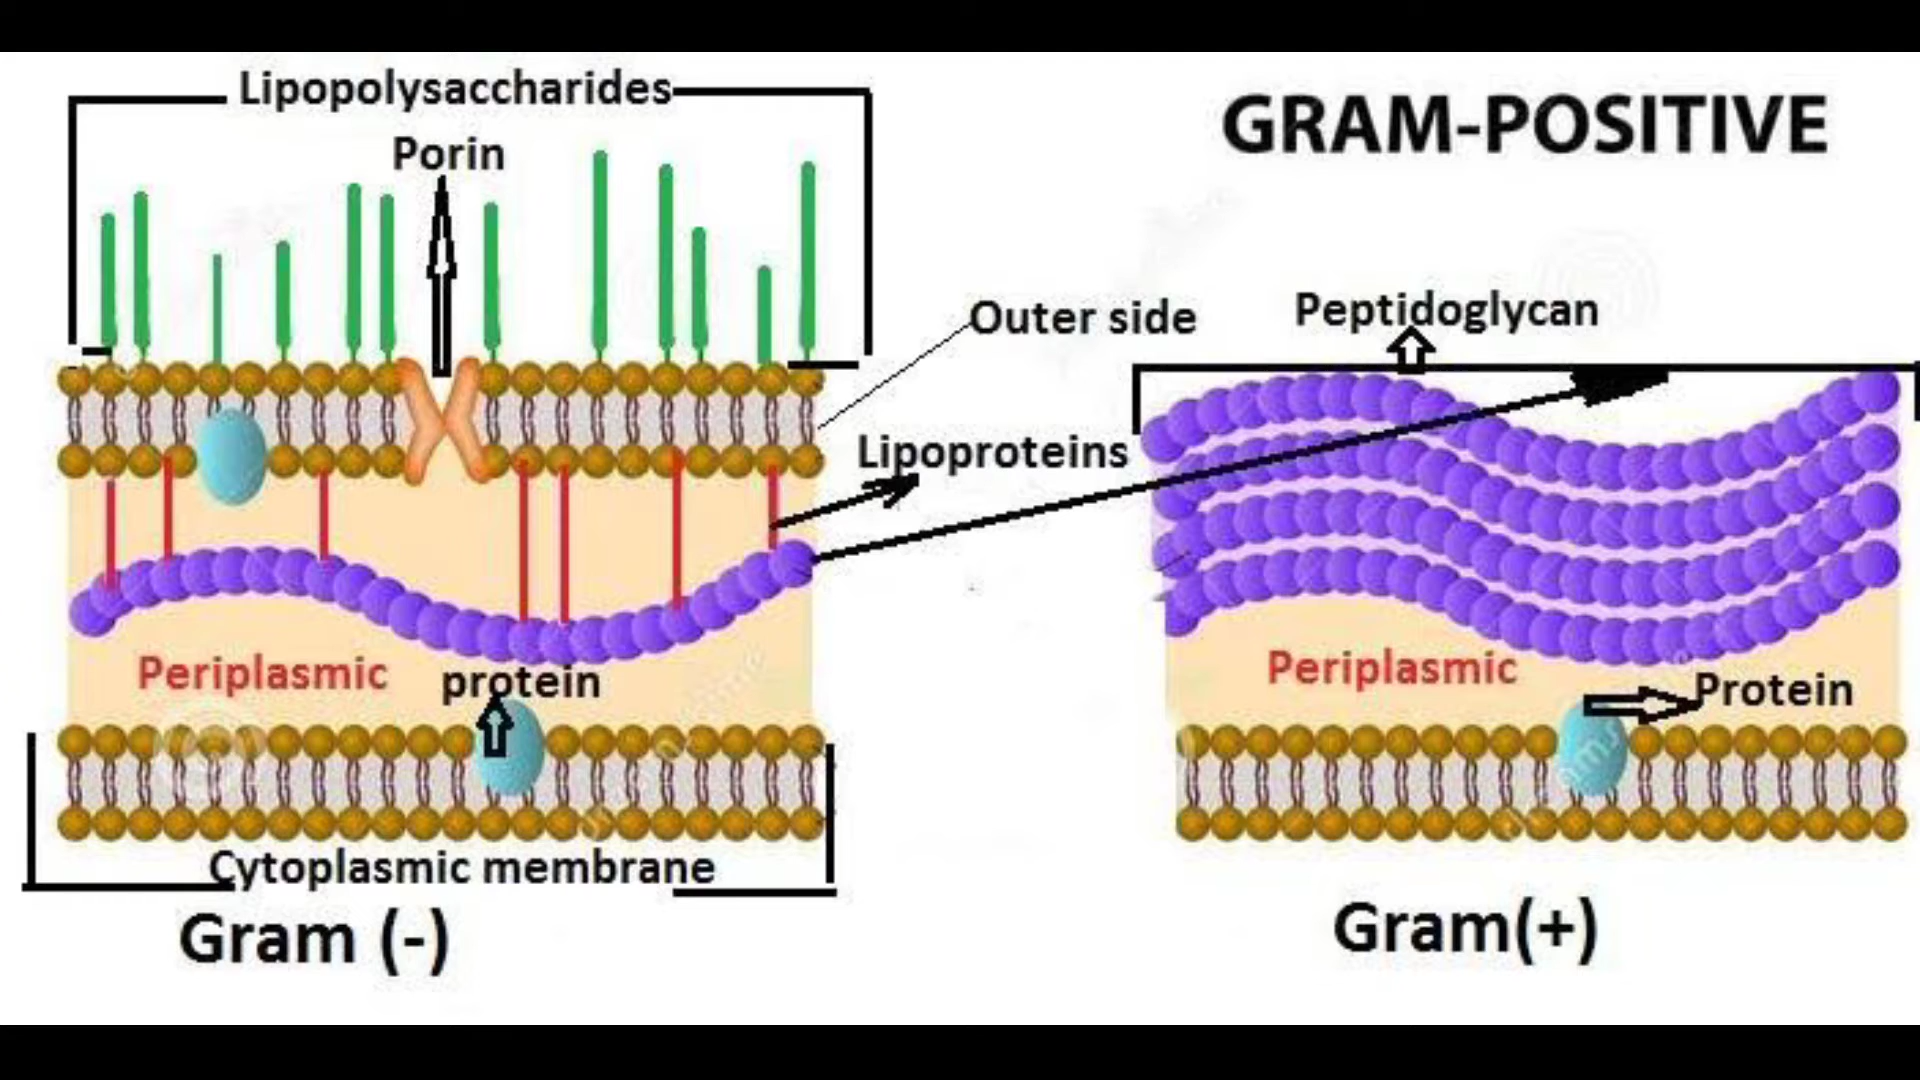 Lipopolysaccharides
Porin
GRAM-POSITIVE
Outer side
Peptidoglycan
Lipoproteins
Periplasmic
protein
Periplasmic
Protein
Cytoplasmic membrane
Gram (-)
Gram(+)